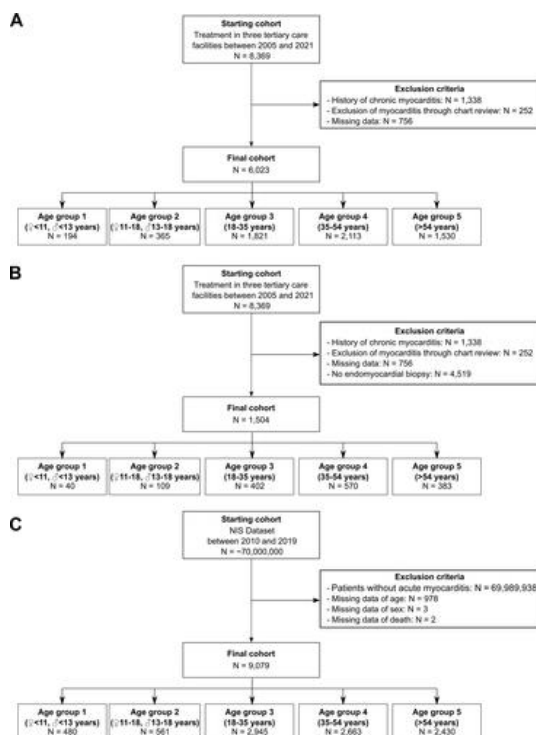 A
Starting cohort
Treatment in three tertiary care
facilities between 2005 and 2021
N = 8,369
Exclusion criteria
- History of chronic myocarditis: N = 1,338
- Exclusion of myocarditis through chart review: N = 252
- Missing data: N = 756
Final cohort
N = 6,023
Age group 1
(♀<11, ♂<13 years)
N = 194
Age group 2
(♀11-18, ♂13-18 years)
N = 365
Age group 3
(18-35 years)
N = 1,821
Age group 4
(35-54 years)
N = 2,113
Age group 5
(>54 years)
N = 1,530
B
Starting cohort
Treatment in three tertiary care
facilities between 2005 and 2021
N = 8,369
Exclusion criteria
- History of chronic myocarditis: N = 1,338
- Exclusion of myocarditis through chart review: N = 252
- Missing data: N = 756
- No endomyocardial biopsy: N = 4,519
Final cohort
N = 1,504
Age group 1
(♀<11, ♂<13 years)
N = 40
Age group 2
(♀11-18, ♂13-18 years)
N = 109
Age group 3
(18-35 years)
N = 402
Age group 4
(35-54 years)
N = 570
Age group 5
(>54 years)
N = 383
C
Starting cohort
NIS Dataset
between 2010 and 2019
N = ~70,000,000
Exclusion criteria
- Patients without acute myocarditis: N = 69,989,938
- Missing data of age: N = 978
- Missing data of sex: N = 3
- Missing data of death: N = 2
Final cohort
N = 9,079
Age group 1
(♀<11, ♂<13 years)
N = 480
Age group 2
(♀11-18, ♂13-18 years)
N = 561
Age group 3
(18-35 years)
N = 2,945
Age group 4
(35-54 years)
N = 2,663
Age group 5
(>54 years)
N = 2,430